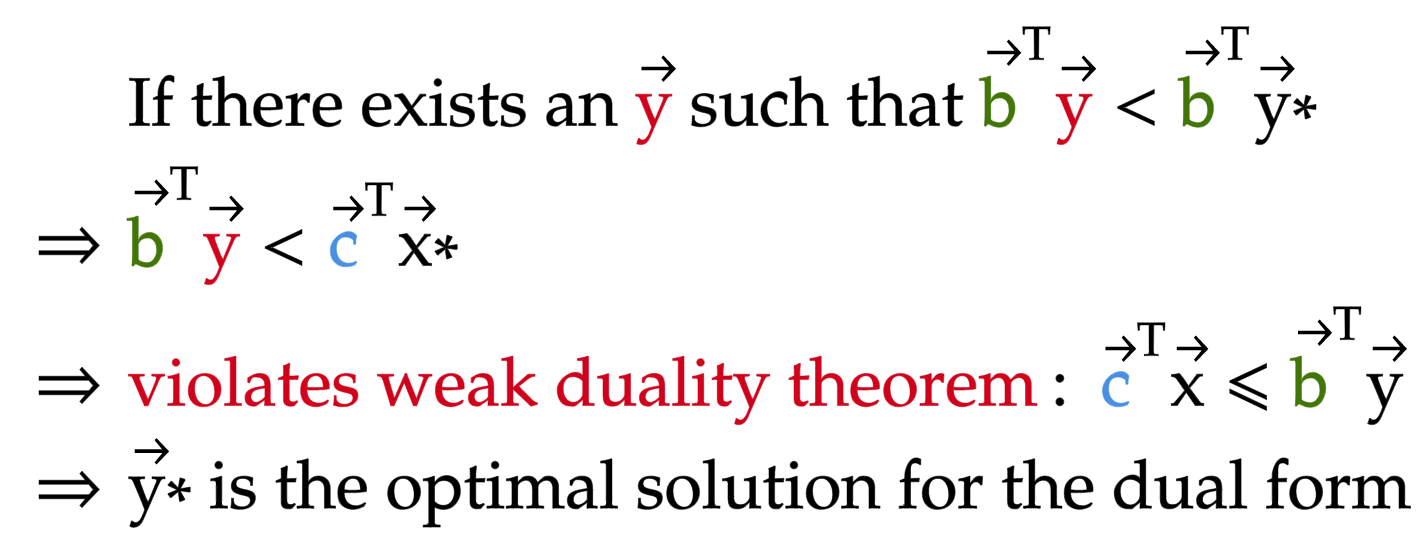 If there exists an y⃗ such that b⃗ᵀ y⃗ < b⃗ᵀ y⃗*
⇒ b⃗ᵀ y⃗ < c⃗ᵀ x⃗*
⇒ violates weak duality theorem : c⃗ᵀ x⃗ ⩽ b⃗ᵀ y⃗
⇒ y⃗* is the optimal solution for the dual form